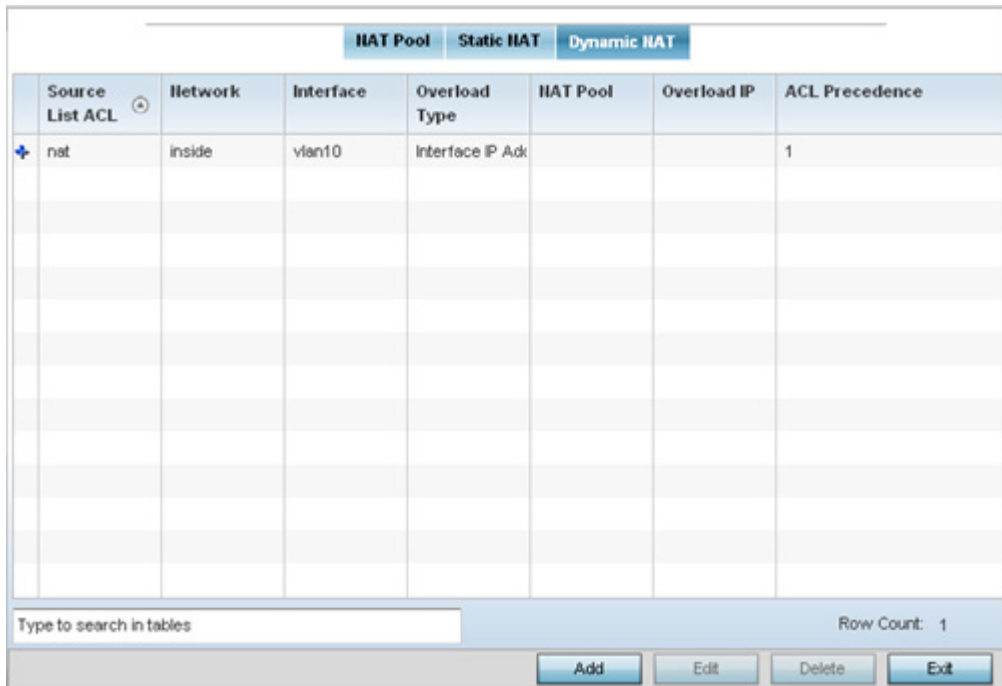 NAT Pool Static NAT Dynamic NAT
Source List ACL Network Interface Overload Type NAT Pool Overload IP ACL Precedence
nat inside vlan10 Interface IP Add 1
Type to search in tables Row Count: 1
Add Edit Delete Exit